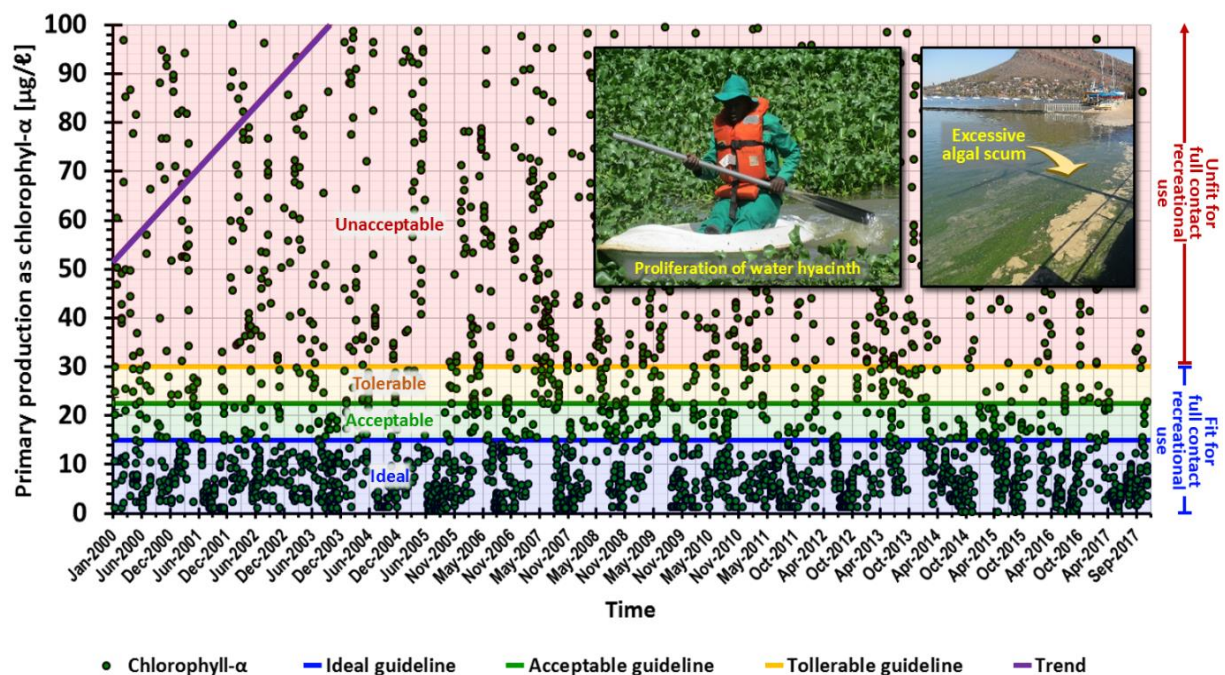 Primary production as chlorophyl-α [µg/ℓ]
100
90
80
70
60
50
40
30
20
10
0
Unacceptable
Tolerable
Acceptable
Ideal
Proliferation of water hyacinth
Excessive
algal scum
Unfit for
full contact
recreational
use
Fit for
full contact
recreational
use
Jan-2000
Jun-2000
Dec-2000
Jun-2001
Dec-2001
Jun-2002
Dec-2002
Jun-2003
Dec-2003
Jun-2004
Dec-2004
Jun-2005
Nov-2005
May-2006
Nov-2006
May-2007
Nov-2007
May-2008
Nov-2008
May-2009
Nov-2009
May-2010
Nov-2010
May-2011
Oct-2011
Apr-2012
Oct-2012
Apr-2013
Oct-2013
Apr-2014
Oct-2014
Apr-2015
Oct-2015
Apr-2016
Oct-2016
Apr-2017
Sep-2017
Time
Chlorophyll-α
Ideal guideline
Acceptable guideline
Tollerable guideline
Trend